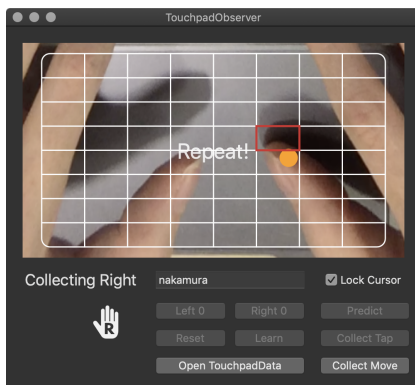 TouchpadObserver
Repeat!
Collecting Right
nakamura
Lock Cursor
R
Left 0
Right 0
Predict
Reset
Learn
Collect Tap
Open TouchpadData
Collect Move